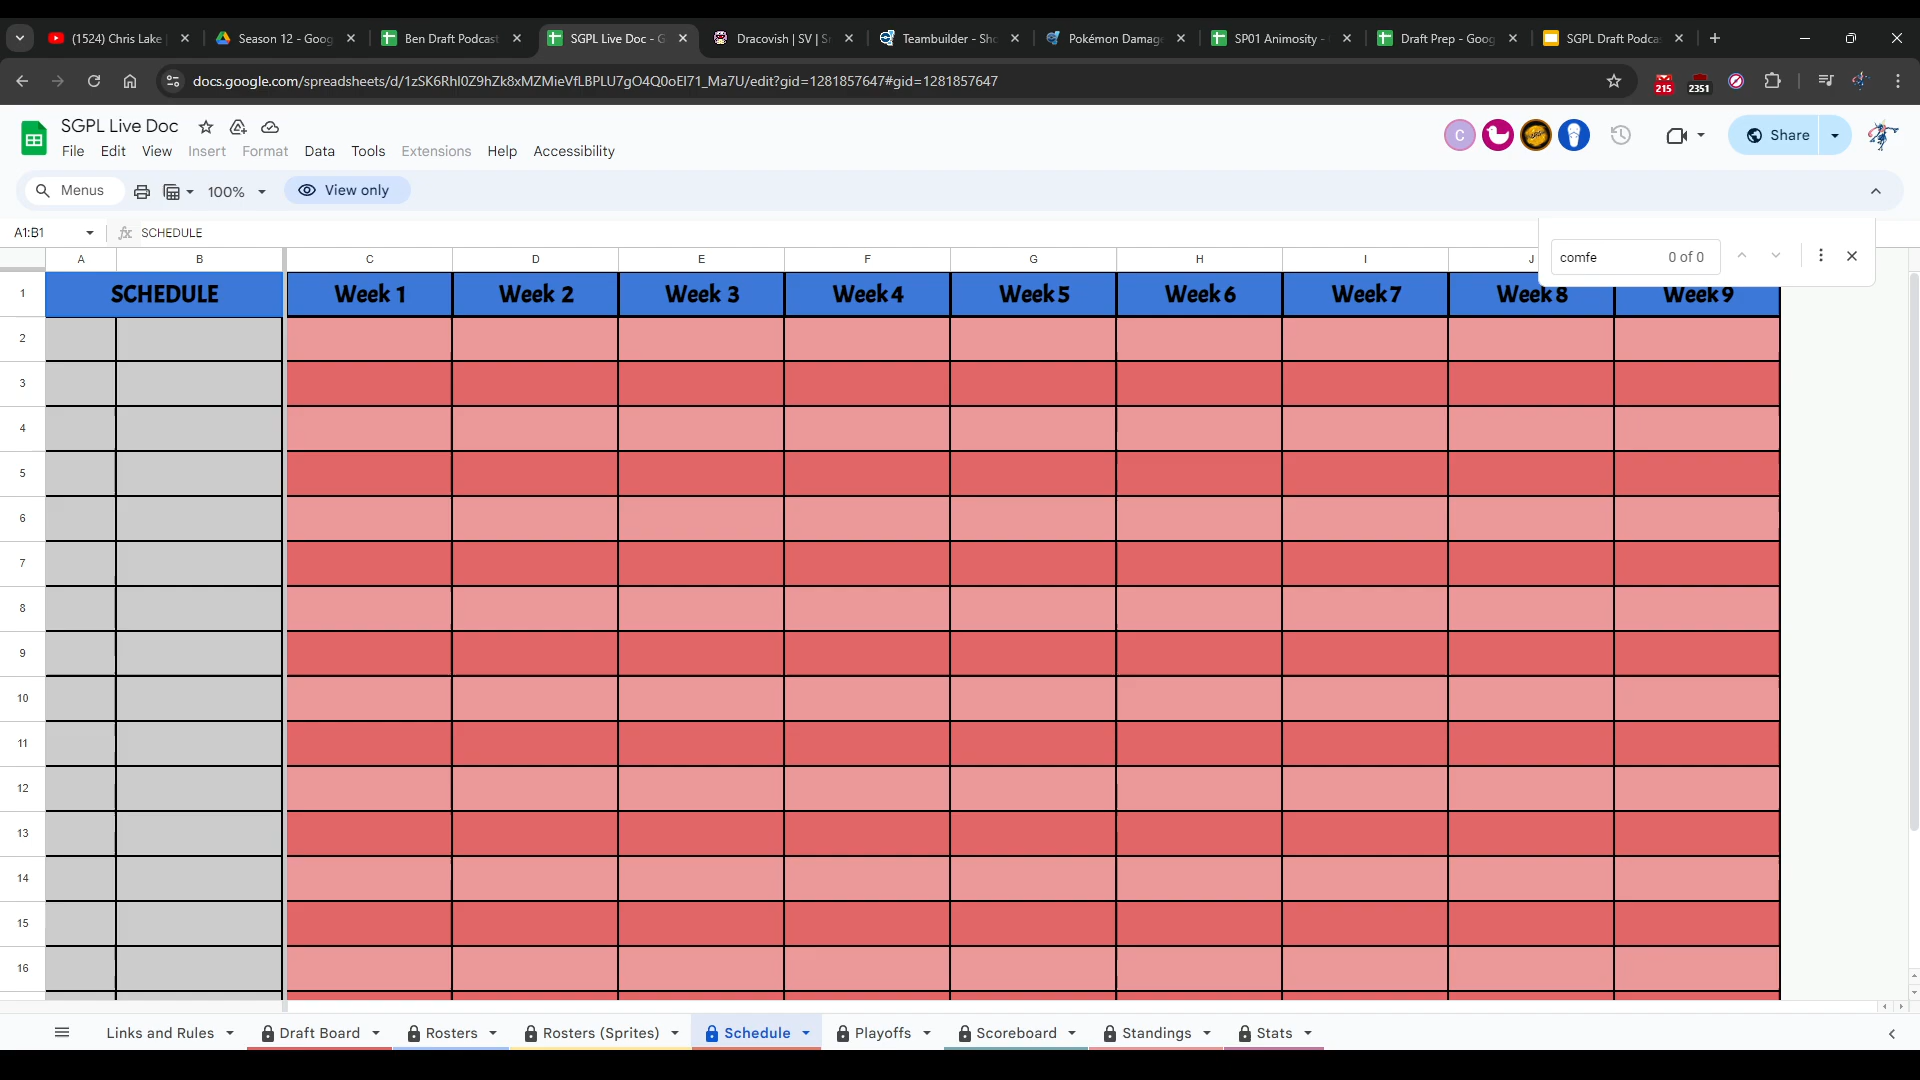 (1524) Chris Lake
Season 12 - Goog
Ben Draft Podcast
SGPL Live Doc - G
Dracovish | SV | S
Teambuilder - Sho
Pokémon Damage
SP01 Animosity -
Draft Prep - Goog
SGPL Draft Podca
docs.google.com/spreadsheets/d/1zSK6RhI0Z9hZk8xMZMieVfLBPLU7gO4Q0oEI71_Ma7U/edit?gid=1281857647#gid=1281857647
215
2351
SGPL Live Doc
C
Share
File Edit View Insert Format Data Tools Extensions Help Accessibility
Menus
100%
View only
A1:B1
fx SCHEDULE
comfe
0 of 0
A B C D E F G H I J
1 SCHEDULE Week 1 Week 2 Week 3 Week 4 Week 5 Week 6 Week 7 Week 8 Week 9
2
3
4
5
6
7
8
9
10
11
12
13
14
15
16
Links and Rules Draft Board Rosters Rosters (Sprites) Schedule Playoffs Scoreboard Standings Stats